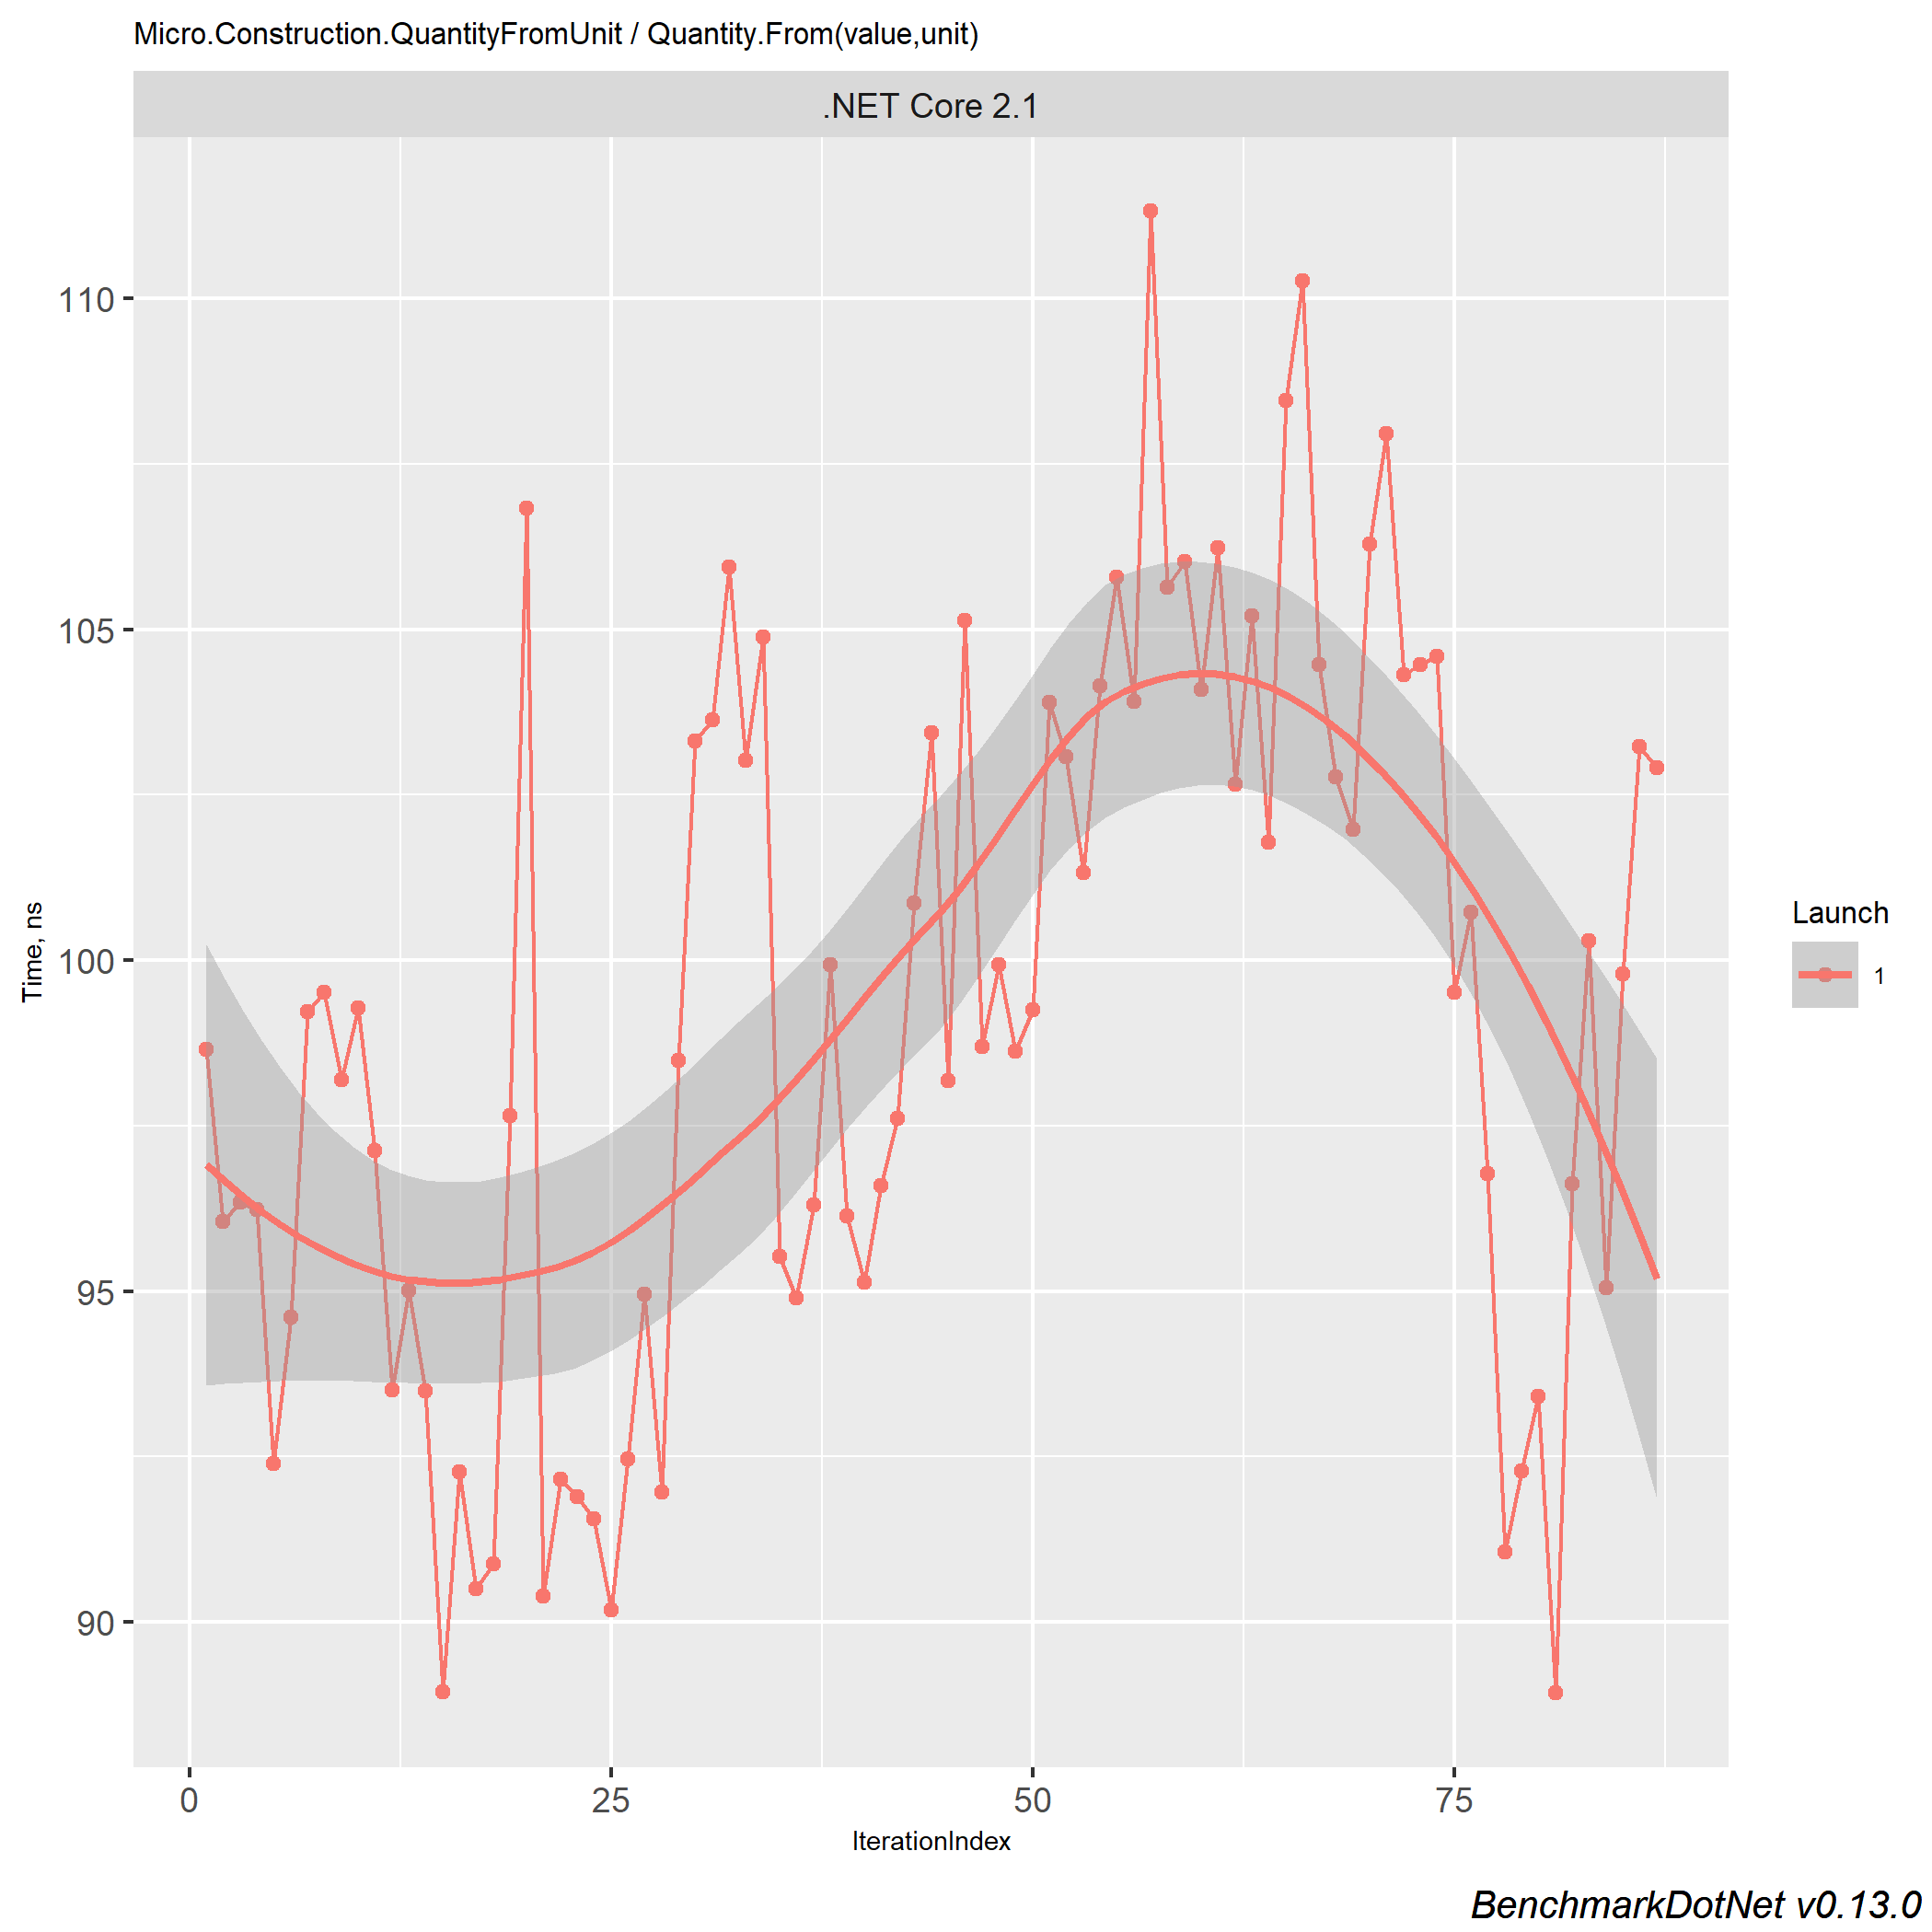 Micro.Construction.QuantityFromUnit / Quantity.From(value,unit)
.NET Core 2.1
110
105
100
95
90
Time, ns
0 25 50 75
IterationIndex
Launch
1
BenchmarkDotNet v0.13.0